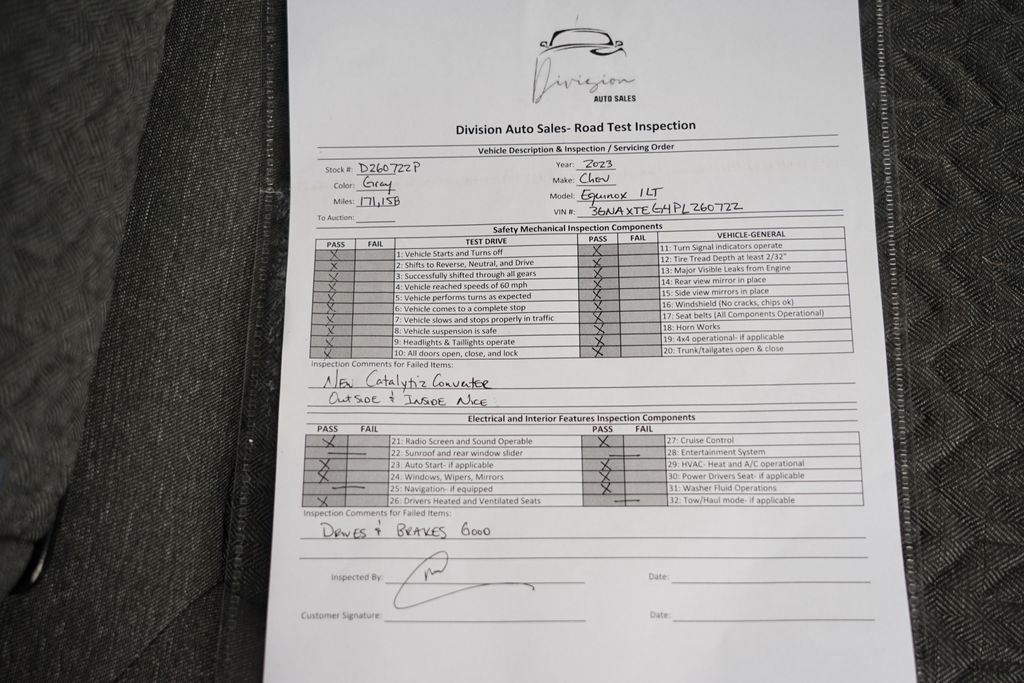 Division
AUTO SALES
Division Auto Sales- Road Test Inspection
Vehicle Description & Inspection / Servicing Order
Stock #: D260722P Year: 2023
Color: Gray Make: Chev
Miles: 171,158 Model: Equinox 1LT
To Auction: VIN #: 3GNAXTEG4PL260722
Safety Mechanical Inspection Components
PASS FAIL TEST DRIVE PASS FAIL VEHICLE-GENERAL
X 1: Vehicle Starts and Turns off X 11: Turn Signal indicators operate
X 2: Shifts to Reverse, Neutral, and Drive X 12: Tire Tread Depth at least 2/32"
X 3: Successfully shifted through all gears X 13: Major Visible Leaks from Engine
X 4: Vehicle reached speeds of 60 mph X 14: Rear view mirror in place
X 5: Vehicle performs turns as expected X 15: Side view mirrors in place
X 6: Vehicle comes to a complete stop X 16: Windshield (No cracks, chips ok)
X 7: Vehicle slows and stops properly in traffic X 17: Seat belts (All Components Operational)
X 8: Vehicle suspension is safe X 18: Horn Works
X 9: Headlights & Taillights operate X 19: 4x4 operational- if applicable
X 10: All doors open, close, and lock X 20: Trunk/tailgates open & close
Inspection Comments for Failed Items:
New Catalytic Converter
Outside & Inside Nice
Electrical and Interior Features Inspection Components
PASS FAIL PASS FAIL
X 21: Radio Screen and Sound Operable X 27: Cruise Control
— 22: Sunroof and rear window slider — 28: Entertainment System
X 23: Auto Start- if applicable X 29: HVAC- Heat and A/C operational
X 24: Windows, Wipers, Mirrors X 30: Power Drivers Seat- if applicable
— 25: Navigation- if equipped X 31: Washer Fluid Operations
X 26: Drivers Heated and Ventilated Seats — 32: Tow/Haul mode- if applicable
Inspection Comments for Failed Items:
Drives & Brakes Good
Inspected By: Date:
Customer Signature: Date: